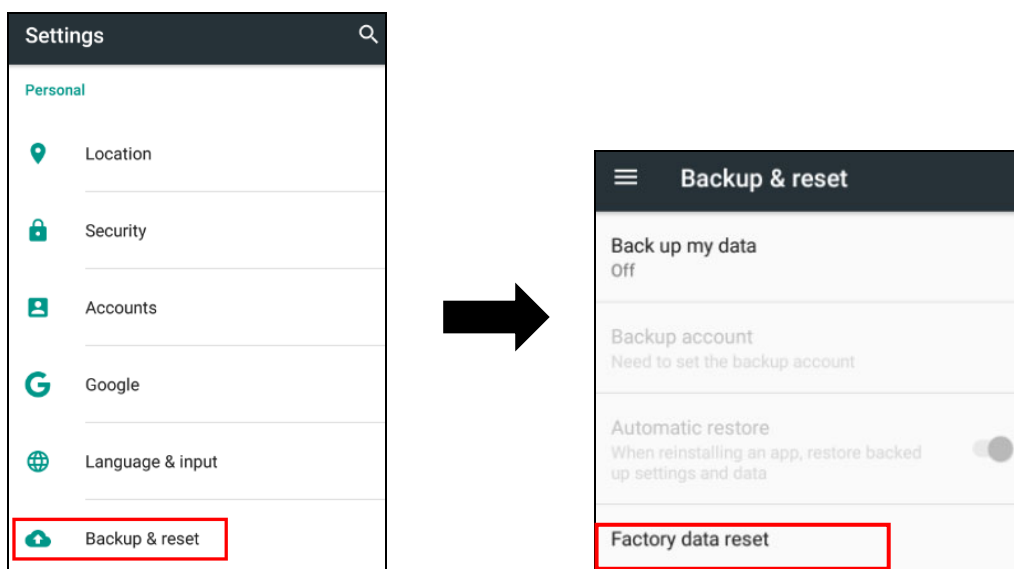 Settings
Personal
Location
Security
Accounts
Google
Language & input
Backup & reset
Backup & reset
Back up my data
Off
Backup account
Need to set the backup account
Automatic restore
When reinstalling an app, restore backed
up settings and data
Factory data reset